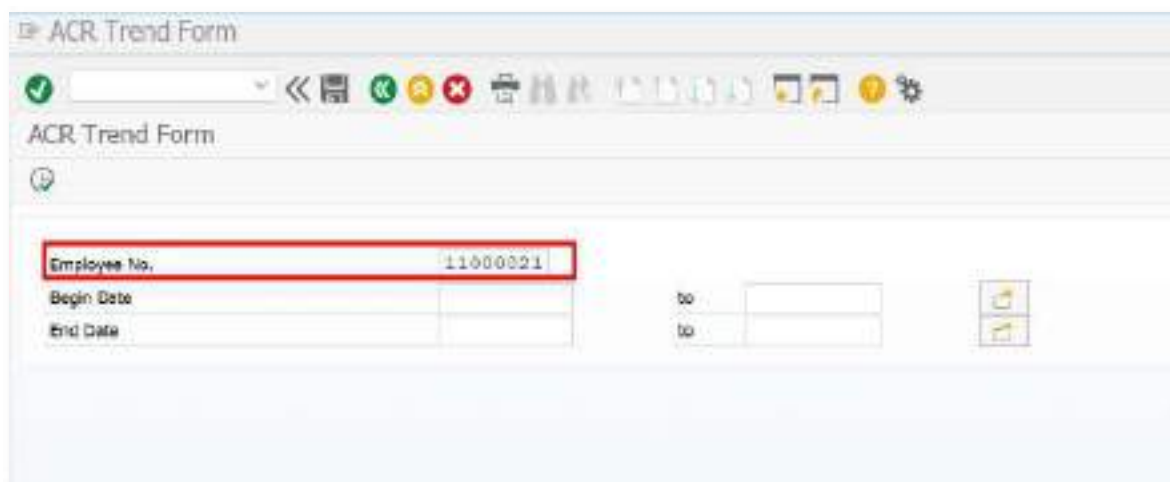 ACR Trend Form
ACR Trend Form
Employee No. 11000021
Begin Date to
End Date to